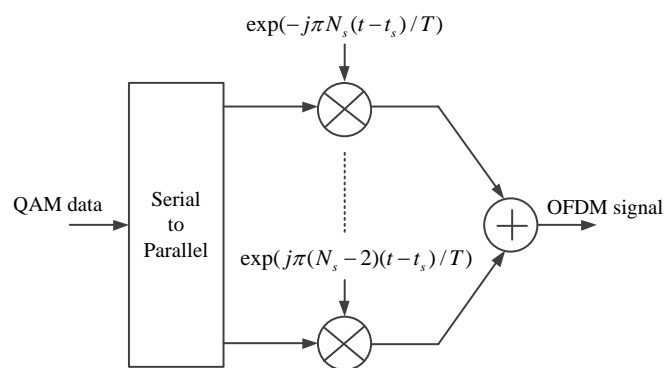 exp(−jπN_s(t−t_s)/T)
QAM data
Serial
to
Parallel
OFDM signal
exp(jπ(N_s−2)(t−t_s)/T)